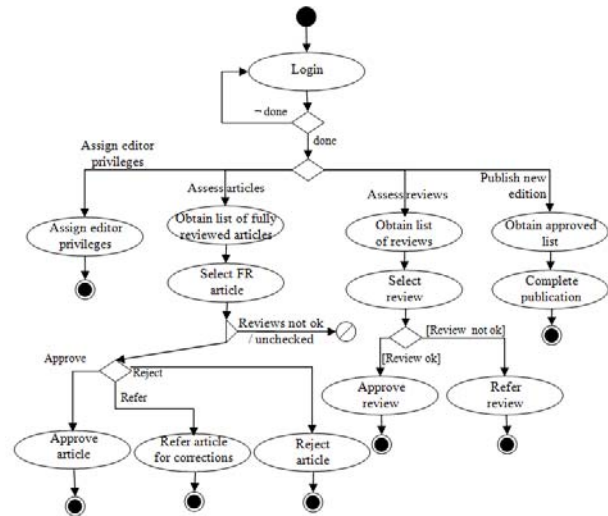 Login
¬ done
done
Assign editor
privileges
Assess articles
Assess reviews
Publish new
edition
Assign editor
privileges
Obtain list of fully
reviewed articles
Obtain list
of reviews
Obtain approved
list
Select FR
article
Select
review
Complete
publication
Reviews not ok
/ unchecked
[Review not ok]
[Review ok]
Approve
Reject
Refer
Approve
review
Refer
review
Approve
article
Refer article
for corrections
Reject
article